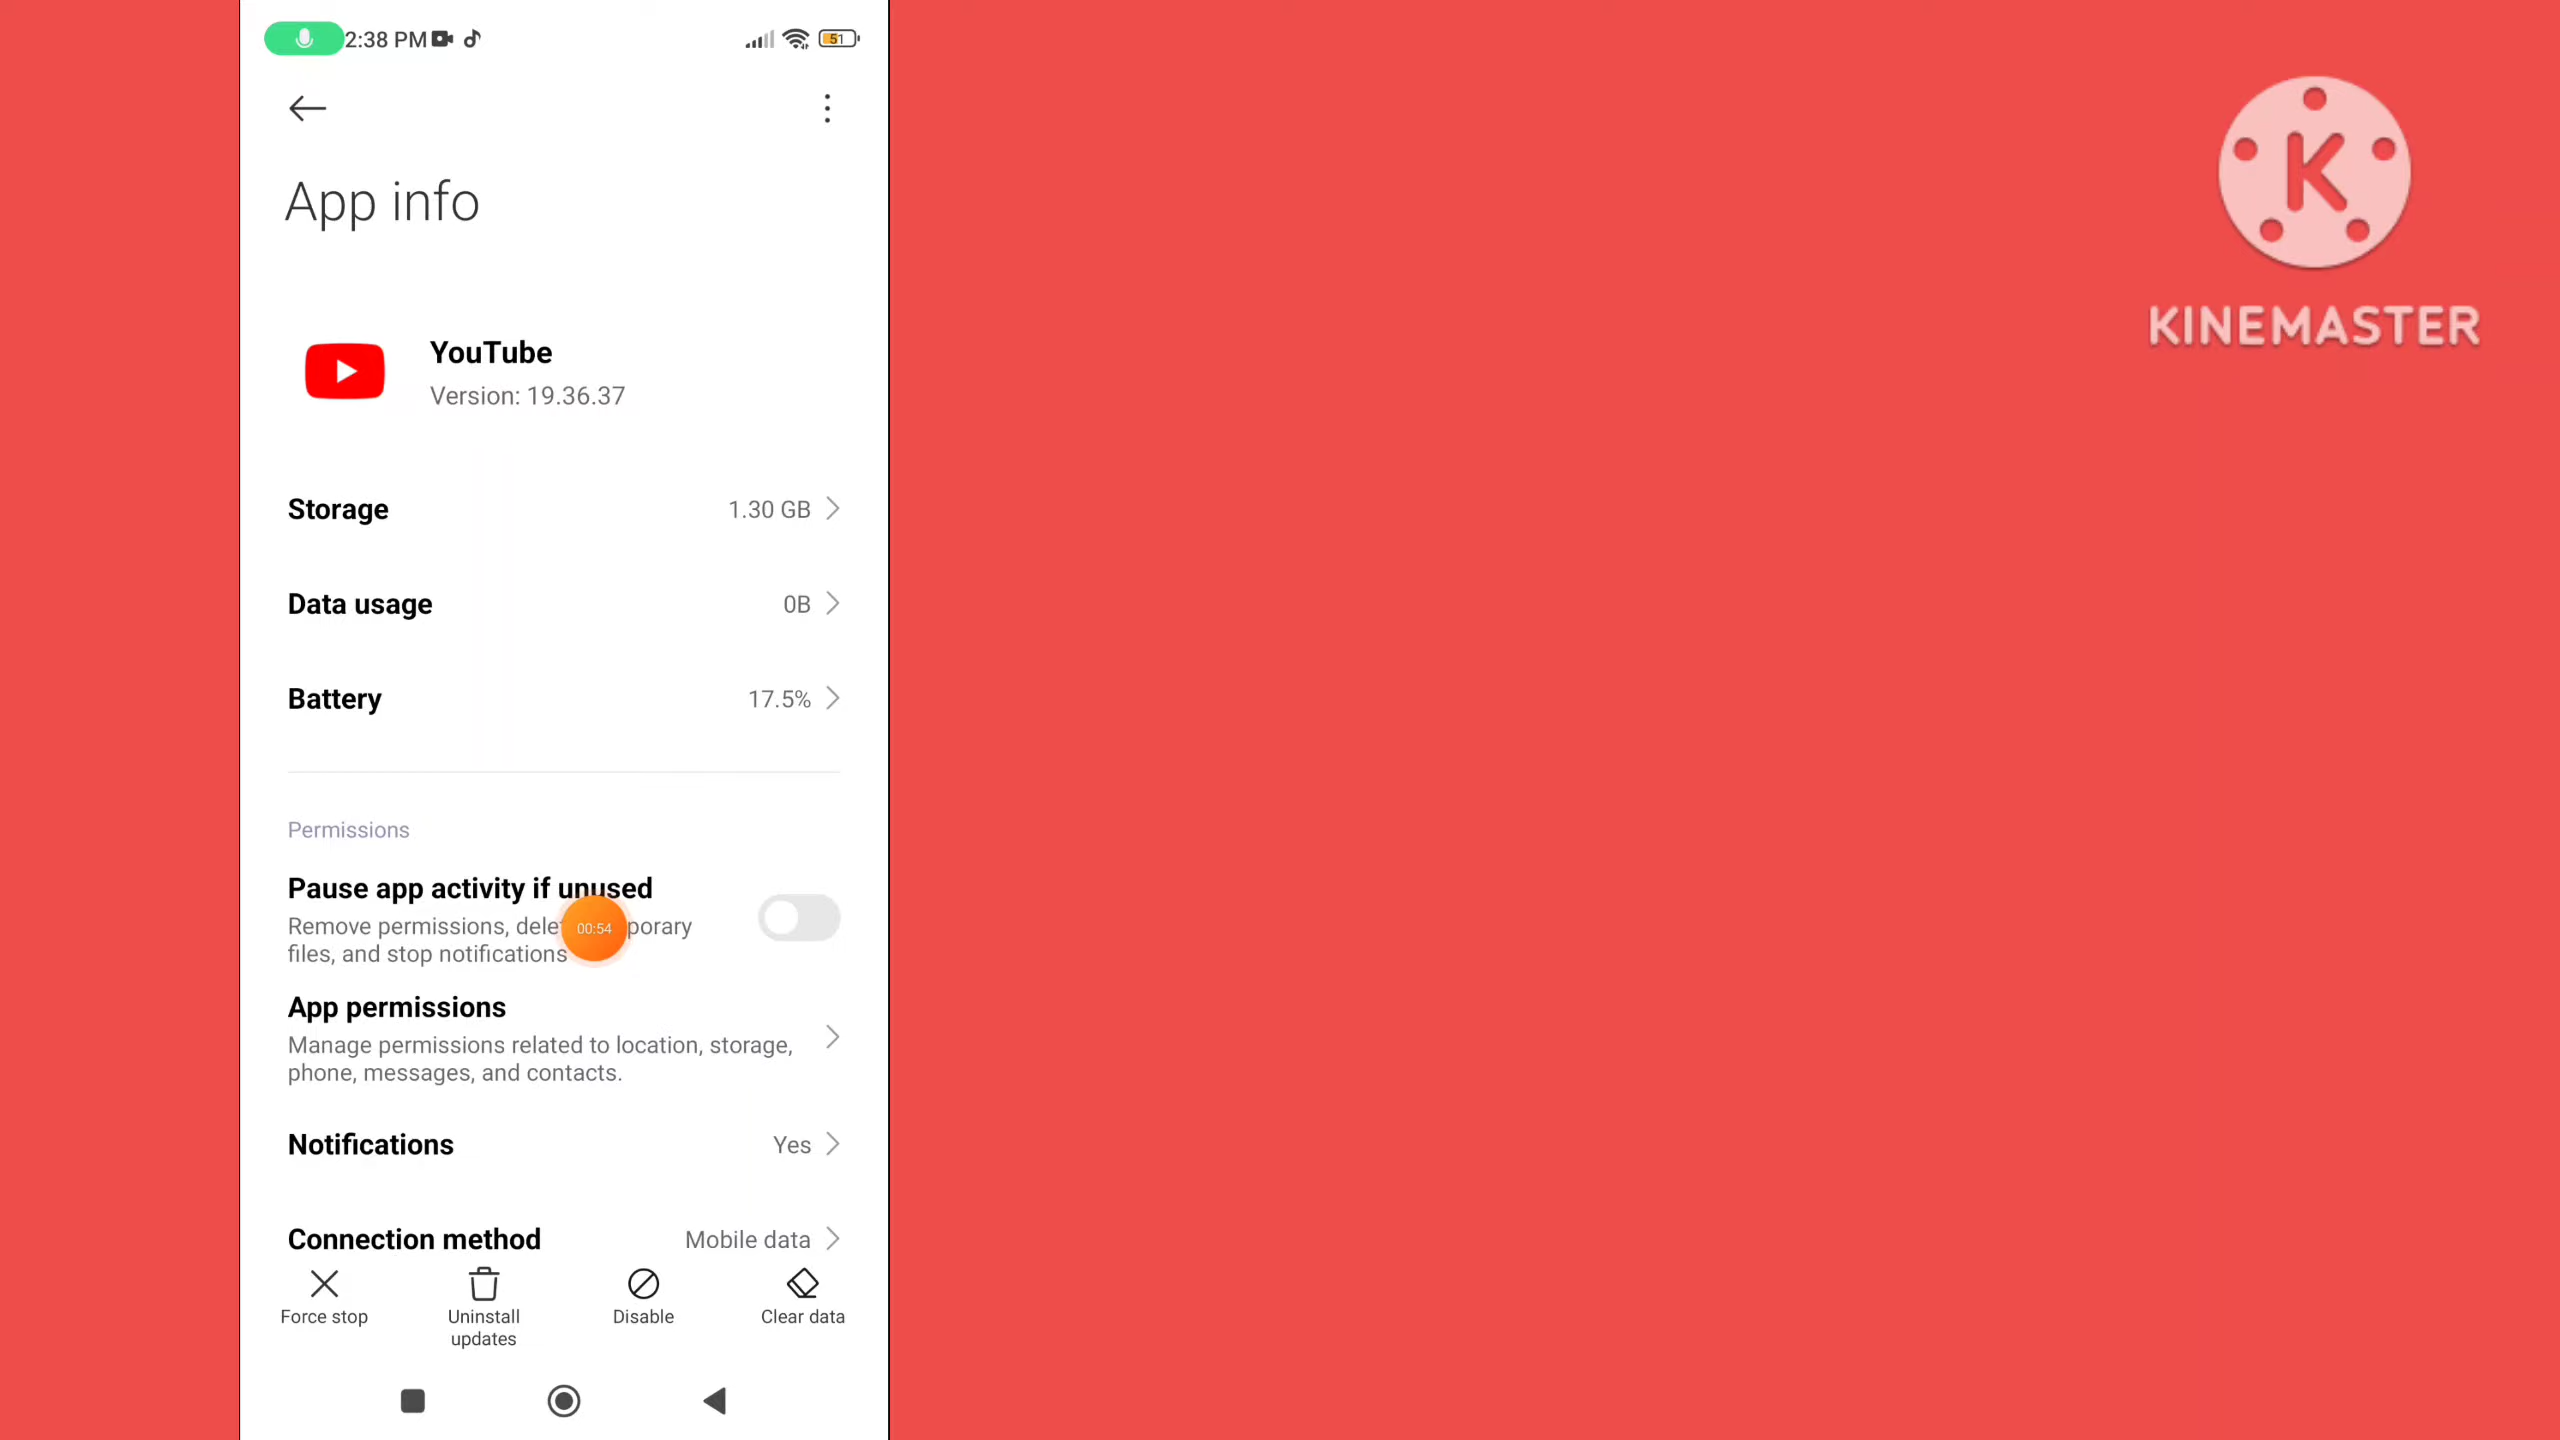 2:38 PM
51
App info
YouTube
Version: 19.36.37
Storage 1.30 GB
Data usage 0B
Battery 17.5%
Permissions
Pause app activity if unused
Remove permissions, dele 00:54 porary
files, and stop notifications
App permissions
Manage permissions related to location, storage,
phone, messages, and contacts.
Notifications Yes
Connection method Mobile data
Force stop
Uninstall
updates
Disable
Clear data
K
KINEMASTER